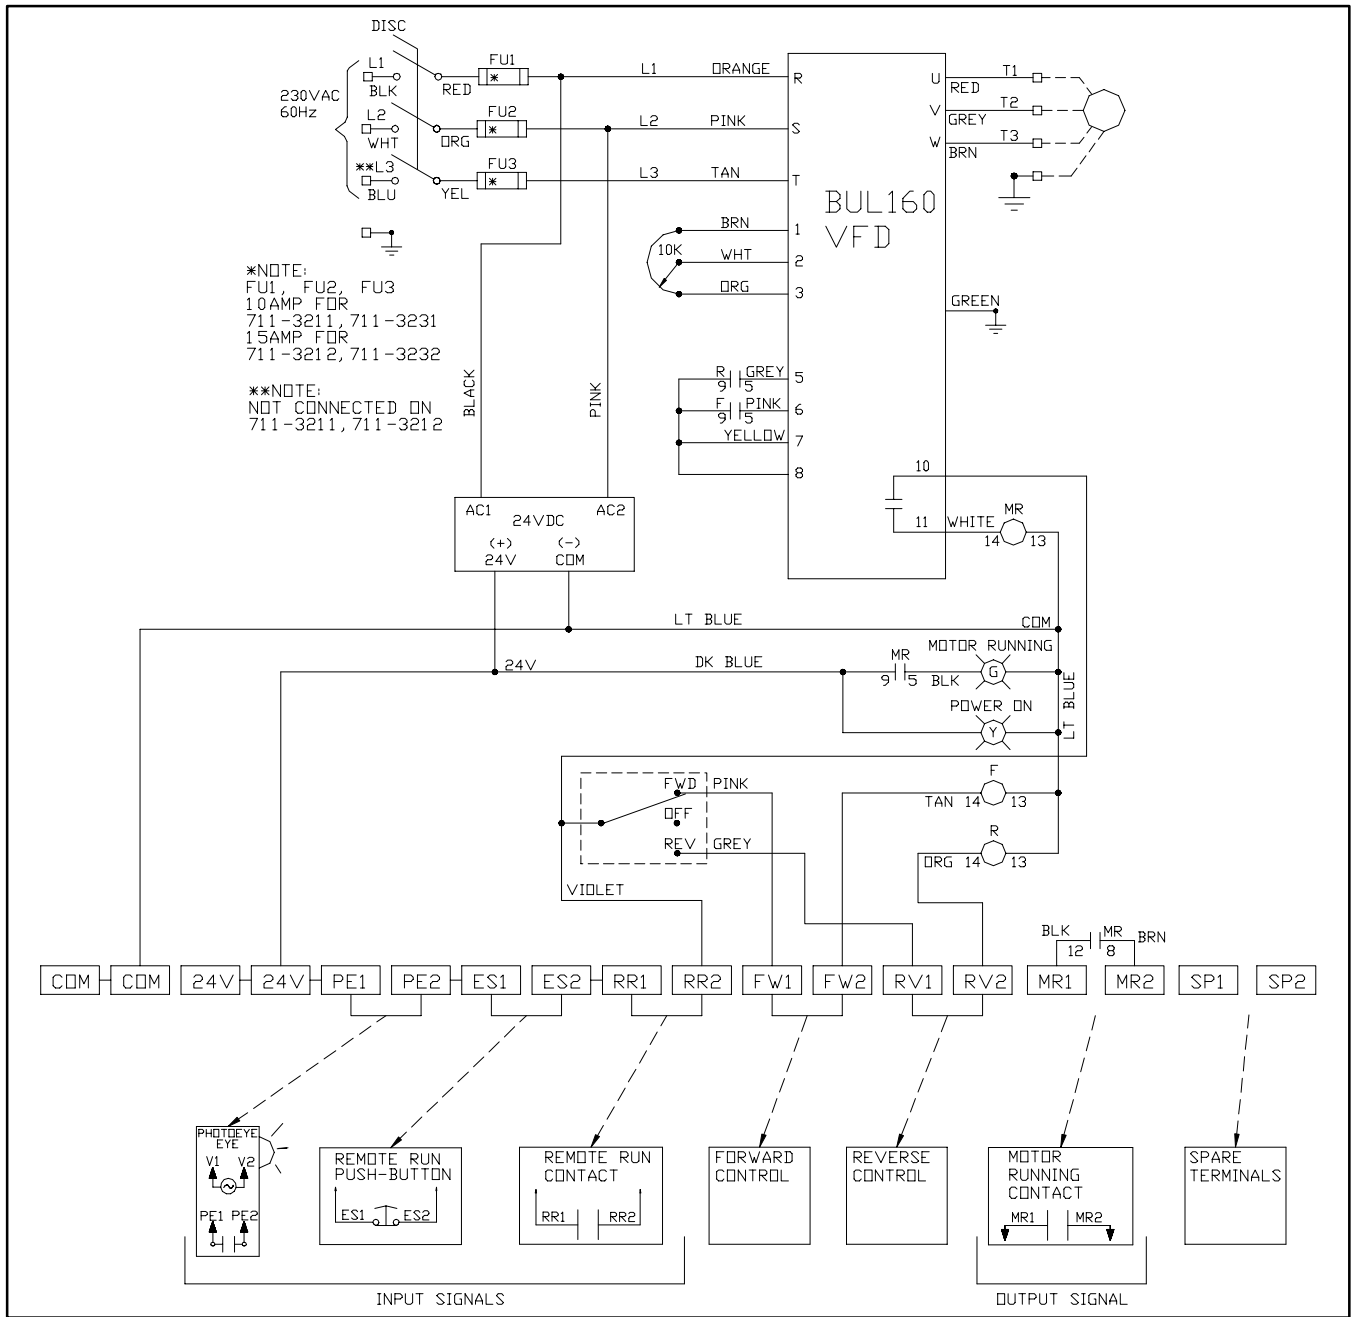 DISC
230VAC
60Hz
L1
BLK
RED
FU1
*
L1
ORANGE
R
L2
WHT
ORG
FU2
*
L2
PINK
S
**L3
BLU
YEL
FU3
*
L3
TAN
T
U
RED
T1
V
GREY
T2
W
BRN
T3
BUL160
VFD
10K
BRN
1
WHT
2
ORG
3
GREEN
*NOTE:
FU1, FU2, FU3
10AMP FOR
711-3211, 711-3231
15AMP FOR
711-3212, 711-3232
**NOTE:
NOT CONNECTED ON
711-3211, 711-3212
BLACK
PINK
R
9
5
GREY
5
F
9
5
PINK
6
YELLOW
7
8
10
11
WHITE
MR
14
13
AC1
AC2
24VDC
(+)
(-)
24V
COM
LT BLUE
COM
MOTOR RUNNING
24V
DK BLUE
MR
9
5
BLK
G
LT BLUE
POWER ON
Y
FWD
PINK
OFF
REV
GREY
F
TAN
14
13
R
ORG
14
13
VIOLET
BLK
MR
BRN
12
8
COM
COM
24V
24V
PE1
PE2
ES1
ES2
RR1
RR2
FW1
FW2
RV1
RV2
MR1
MR2
SP1
SP2
PHOTOEYE
EYE
V1
V2
PE1
PE2
REMOTE RUN
PUSH-BUTTON
ES1
ES2
REMOTE RUN
CONTACT
RR1
RR2
FORWARD
CONTROL
REVERSE
CONTROL
MOTOR
RUNNING
CONTACT
MR1
MR2
SPARE
TERMINALS
INPUT SIGNALS
OUTPUT SIGNAL